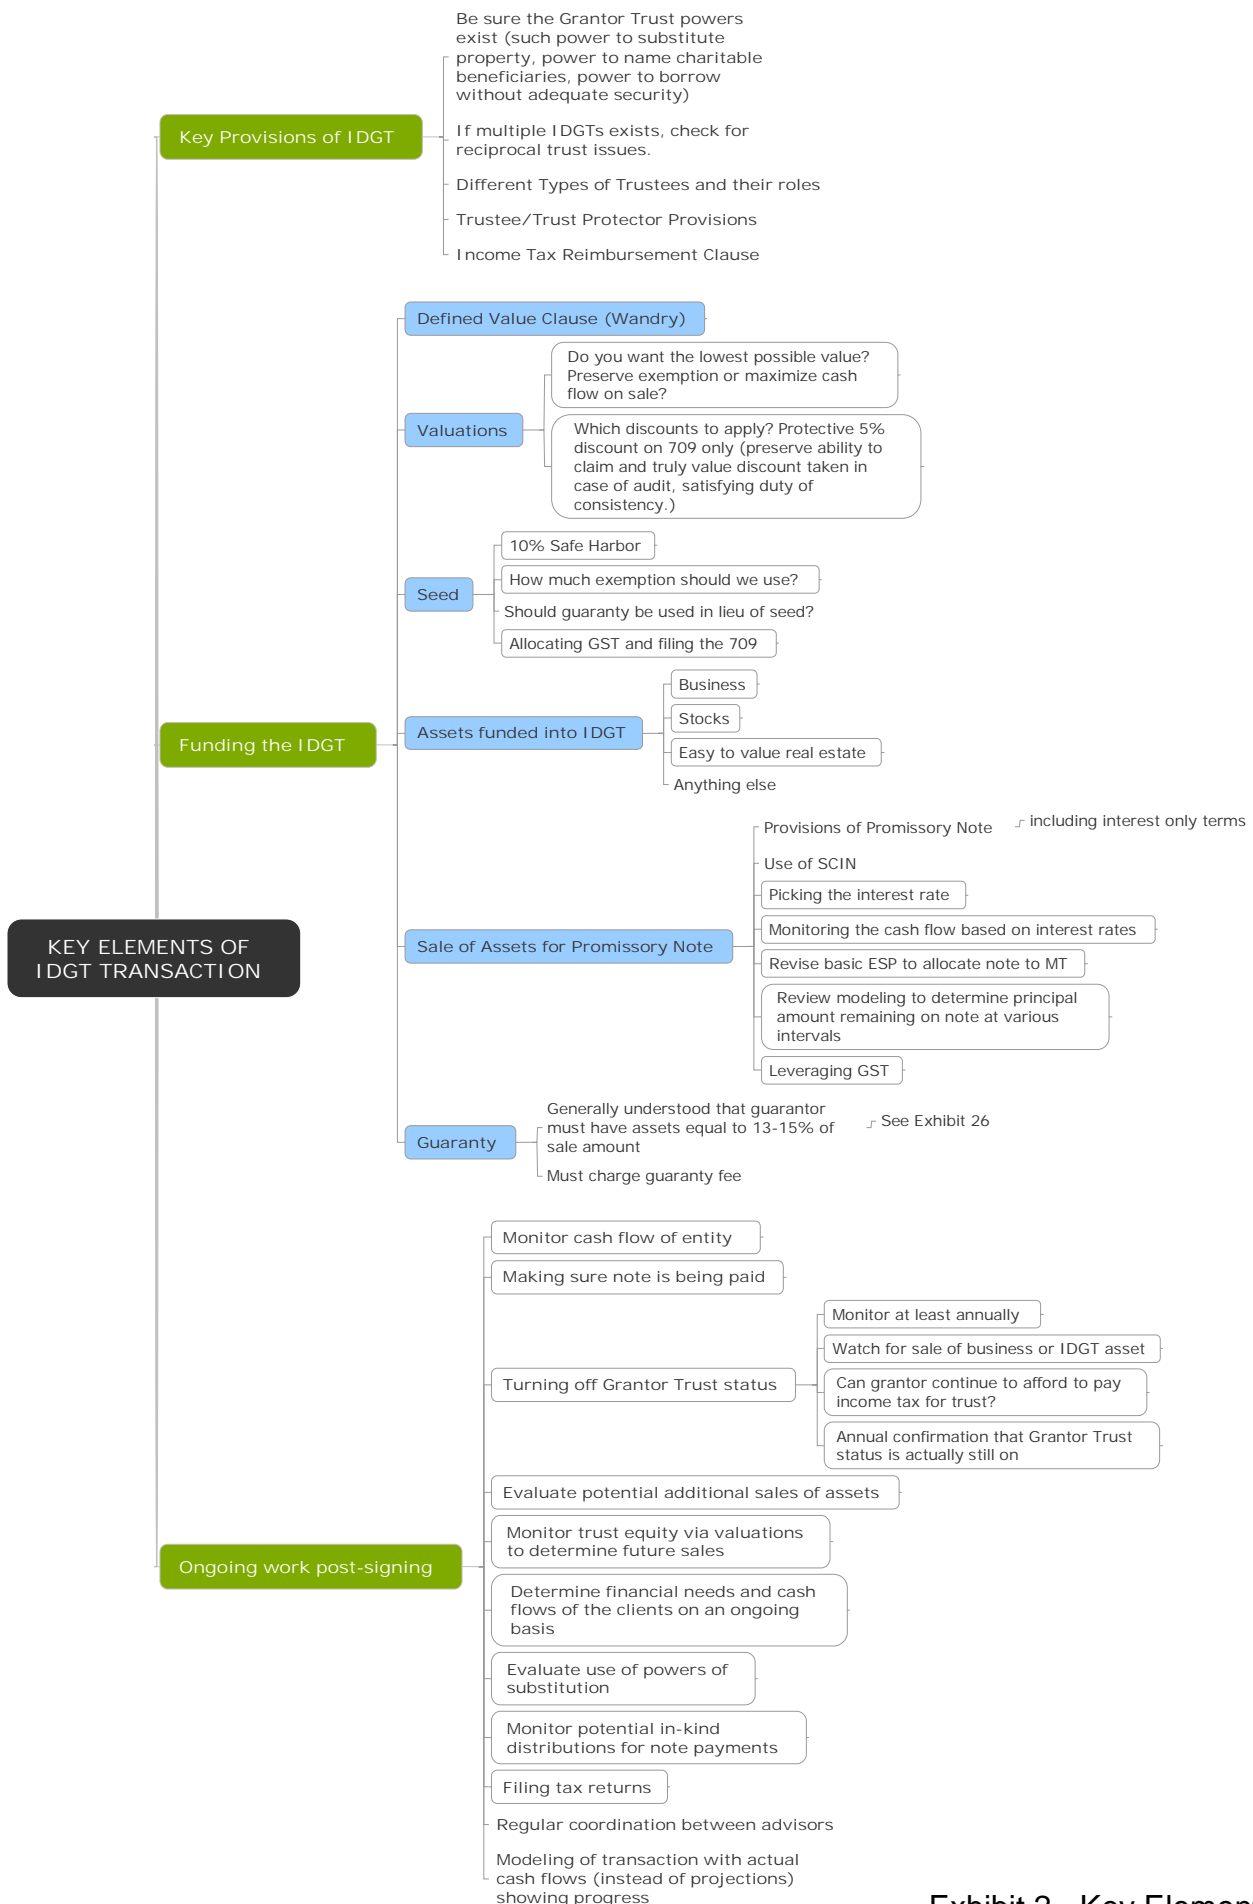 Be sure the Grantor Trust powers
exist (such power to substitute
property, power to name charitable
beneficiaries, power to borrow
without adequate security)
Key Provisions of IDGT
If multiple IDGTs exists, check for
reciprocal trust issues.
Different Types of Trustees and their roles
Trustee/Trust Protector Provisions
Income Tax Reimbursement Clause
Defined Value Clause (Wandry)
Do you want the lowest possible value?
Preserve exemption or maximize cash
flow on sale?
Valuations
Which discounts to apply? Protective 5%
discount on 709 only (preserve ability to
claim and truly value discount taken in
case of audit, satisfying duty of
consistency.)
10% Safe Harbor
How much exemption should we use?
Seed
Should guaranty be used in lieu of seed?
Allocating GST and filing the 709
Business
Stocks
Assets funded into IDGT
Funding the IDGT
Easy to value real estate
Anything else
Provisions of Promissory Note
including interest only terms
Use of SCIN
Picking the interest rate
Monitoring the cash flow based on interest rates
Sale of Assets for Promissory Note
KEY ELEMENTS OF
IDGT TRANSACTION
Revise basic ESP to allocate note to MT
Review modeling to determine principal
amount remaining on note at various
intervals
Leveraging GST
Generally understood that guarantor
must have assets equal to 13-15% of
sale amount
See Exhibit 26
Guaranty
Must charge guaranty fee
Monitor cash flow of entity
Making sure note is being paid
Monitor at least annually
Watch for sale of business or IDGT asset
Turning off Grantor Trust status
Can grantor continue to afford to pay
income tax for trust?
Annual confirmation that Grantor Trust
status is actually still on
Evaluate potential additional sales of assets
Monitor trust equity via valuations
to determine future sales
Ongoing work post-signing
Determine financial needs and cash
flows of the clients on an ongoing
basis
Evaluate use of powers of
substitution
Monitor potential in-kind
distributions for note payments
Filing tax returns
Regular coordination between advisors
Modeling of transaction with actual
cash flows (instead of projections)
showing progress